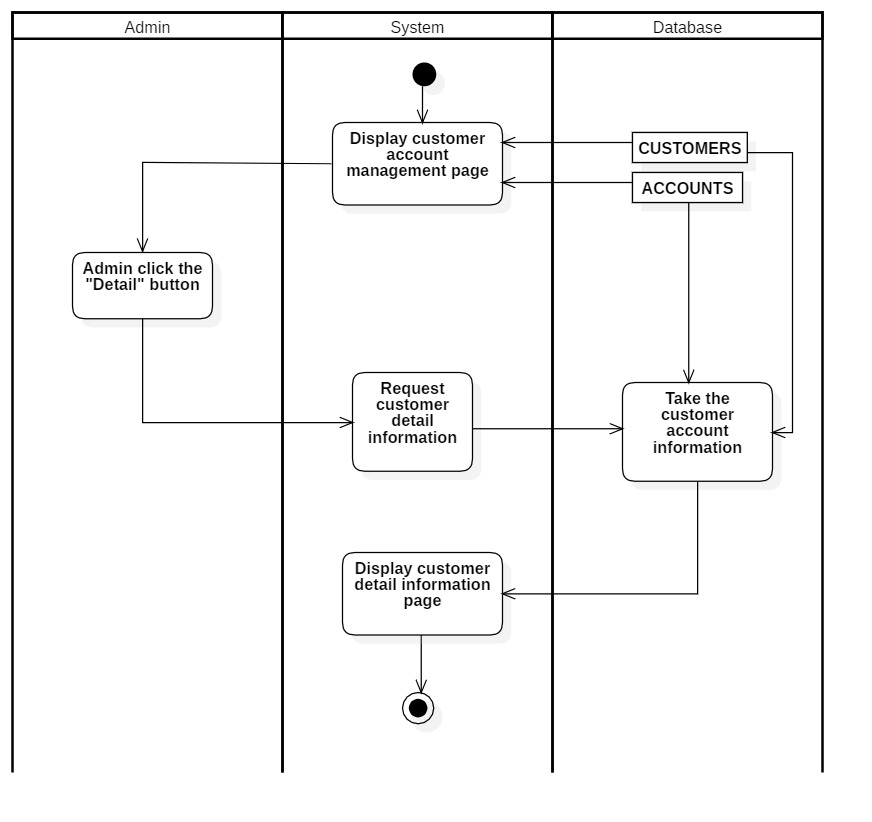 Admin
System
Database
Display customer
account
management page
CUSTOMERS
ACCOUNTS
Admin click the
"Detail" button
Request
customer
detail
information
Take the
customer
account
information
Display customer
detail information
page